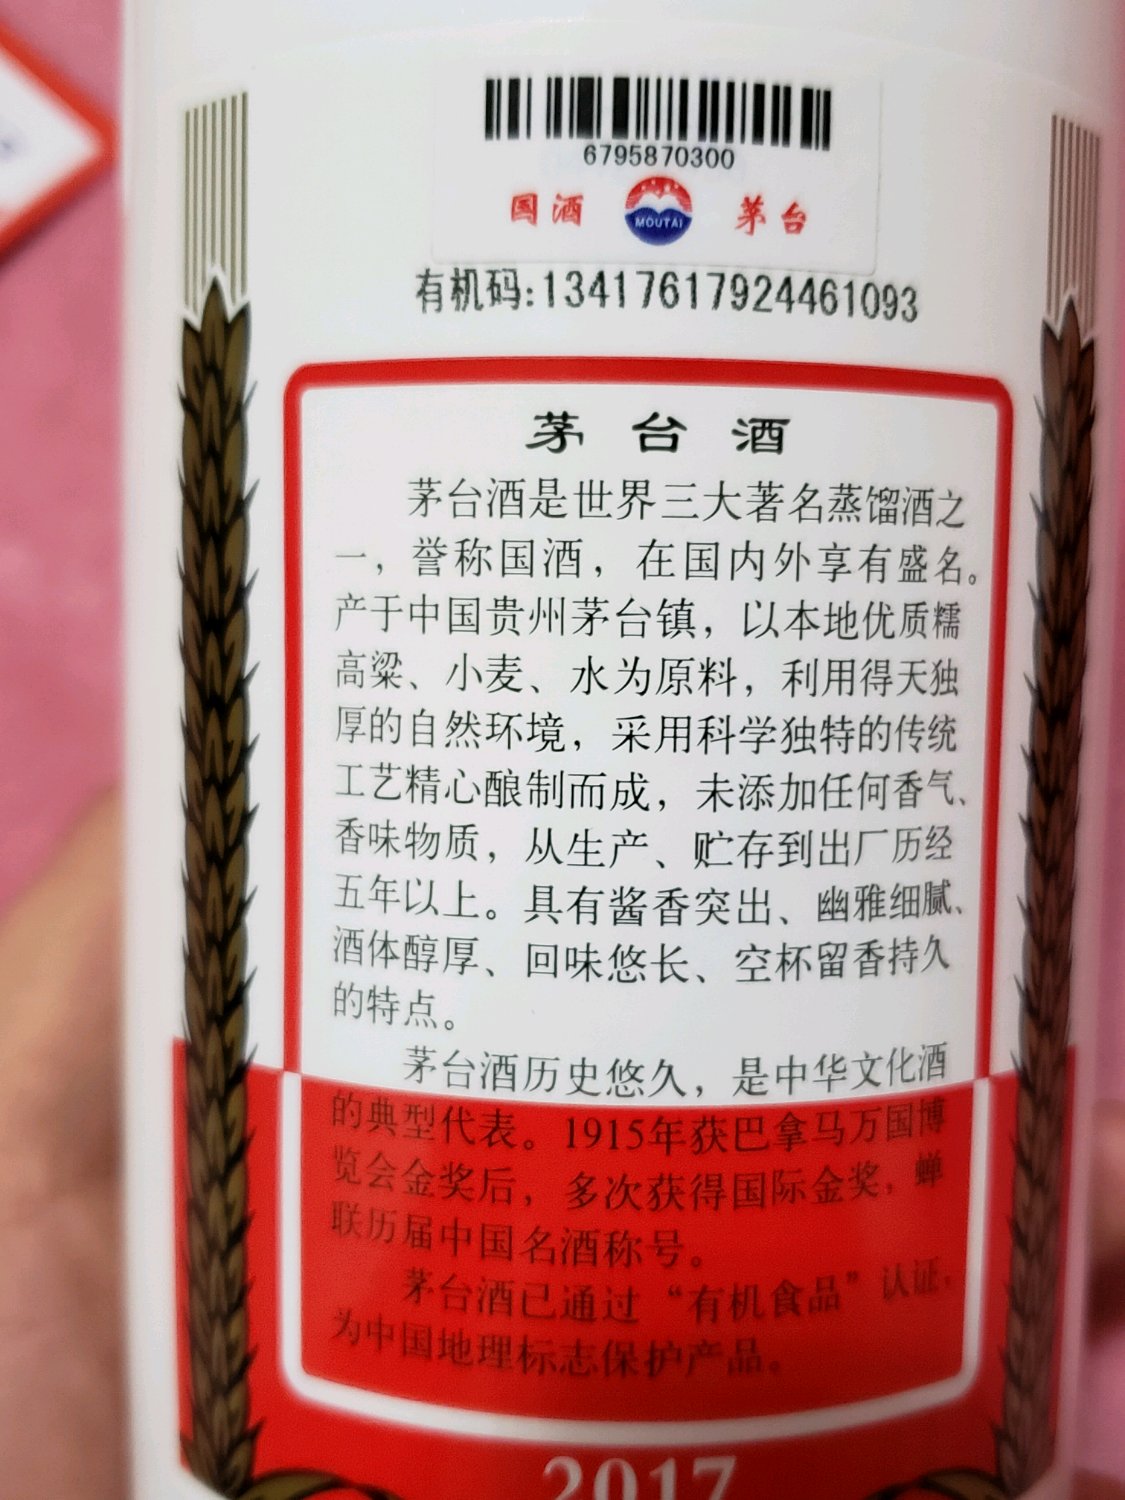 6795870300
国酒 MOUTAI 茅台
有机码:13417617924461093
茅台酒
茅台酒是世界三大著名蒸馏酒之
一，誉称国酒，在国内外享有盛名。
产于中国贵州茅台镇，以本地优质糯
高粱、小麦、水为原料，利用得天独
厚的自然环境，采用科学独特的传统
工艺精心酿制而成，未添加任何香气、
香味物质，从生产、贮存到出厂历经
五年以上。具有酱香突出、幽雅细腻、
酒体醇厚、回味悠长、空杯留香持久
的特点。
茅台酒历史悠久，是中华文化酒
的典型代表。1915年获巴拿马万国博
览会金奖后，多次获得国际金奖，蝉
联历届中国名酒称号。
茅台酒已通过“有机食品”认证，
为中国地理标志保护产品。
2017